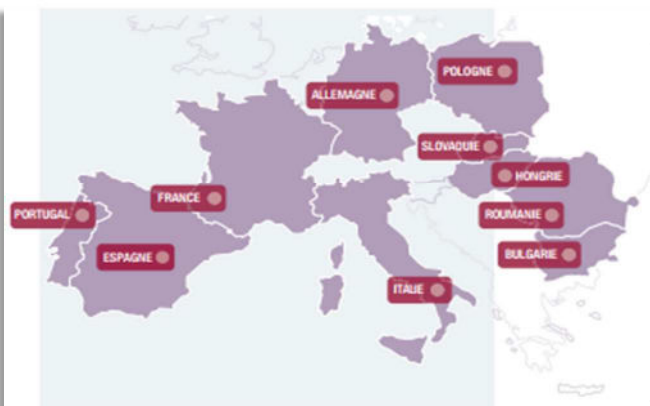 POLOGNE
ALLEMAGNE
SLOVAQUIE
HONGRIE
FRANCE
PORTUGAL
ROUMANIE
ESPAGNE
BULGARIE
ITALIE